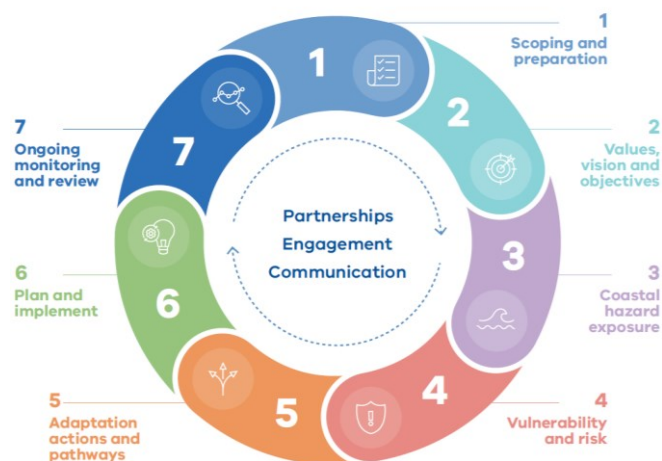 1
Scoping and
preparation
2
Values,
vision and
objectives
3
Coastal
hazard
exposure
4
Vulnerability
and risk
5
Adaptation
actions and
pathways
6
Plan and
implement
7
Ongoing
monitoring
and review
1
2
3
4
5
6
7
Partnerships
Engagement
Communication